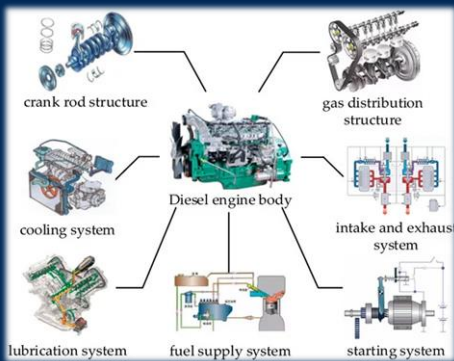 crank rod structure
gas distribution
structure
Diesel engine body
cooling system
intake and exhaust
system
lubrication system
fuel supply system
starting system